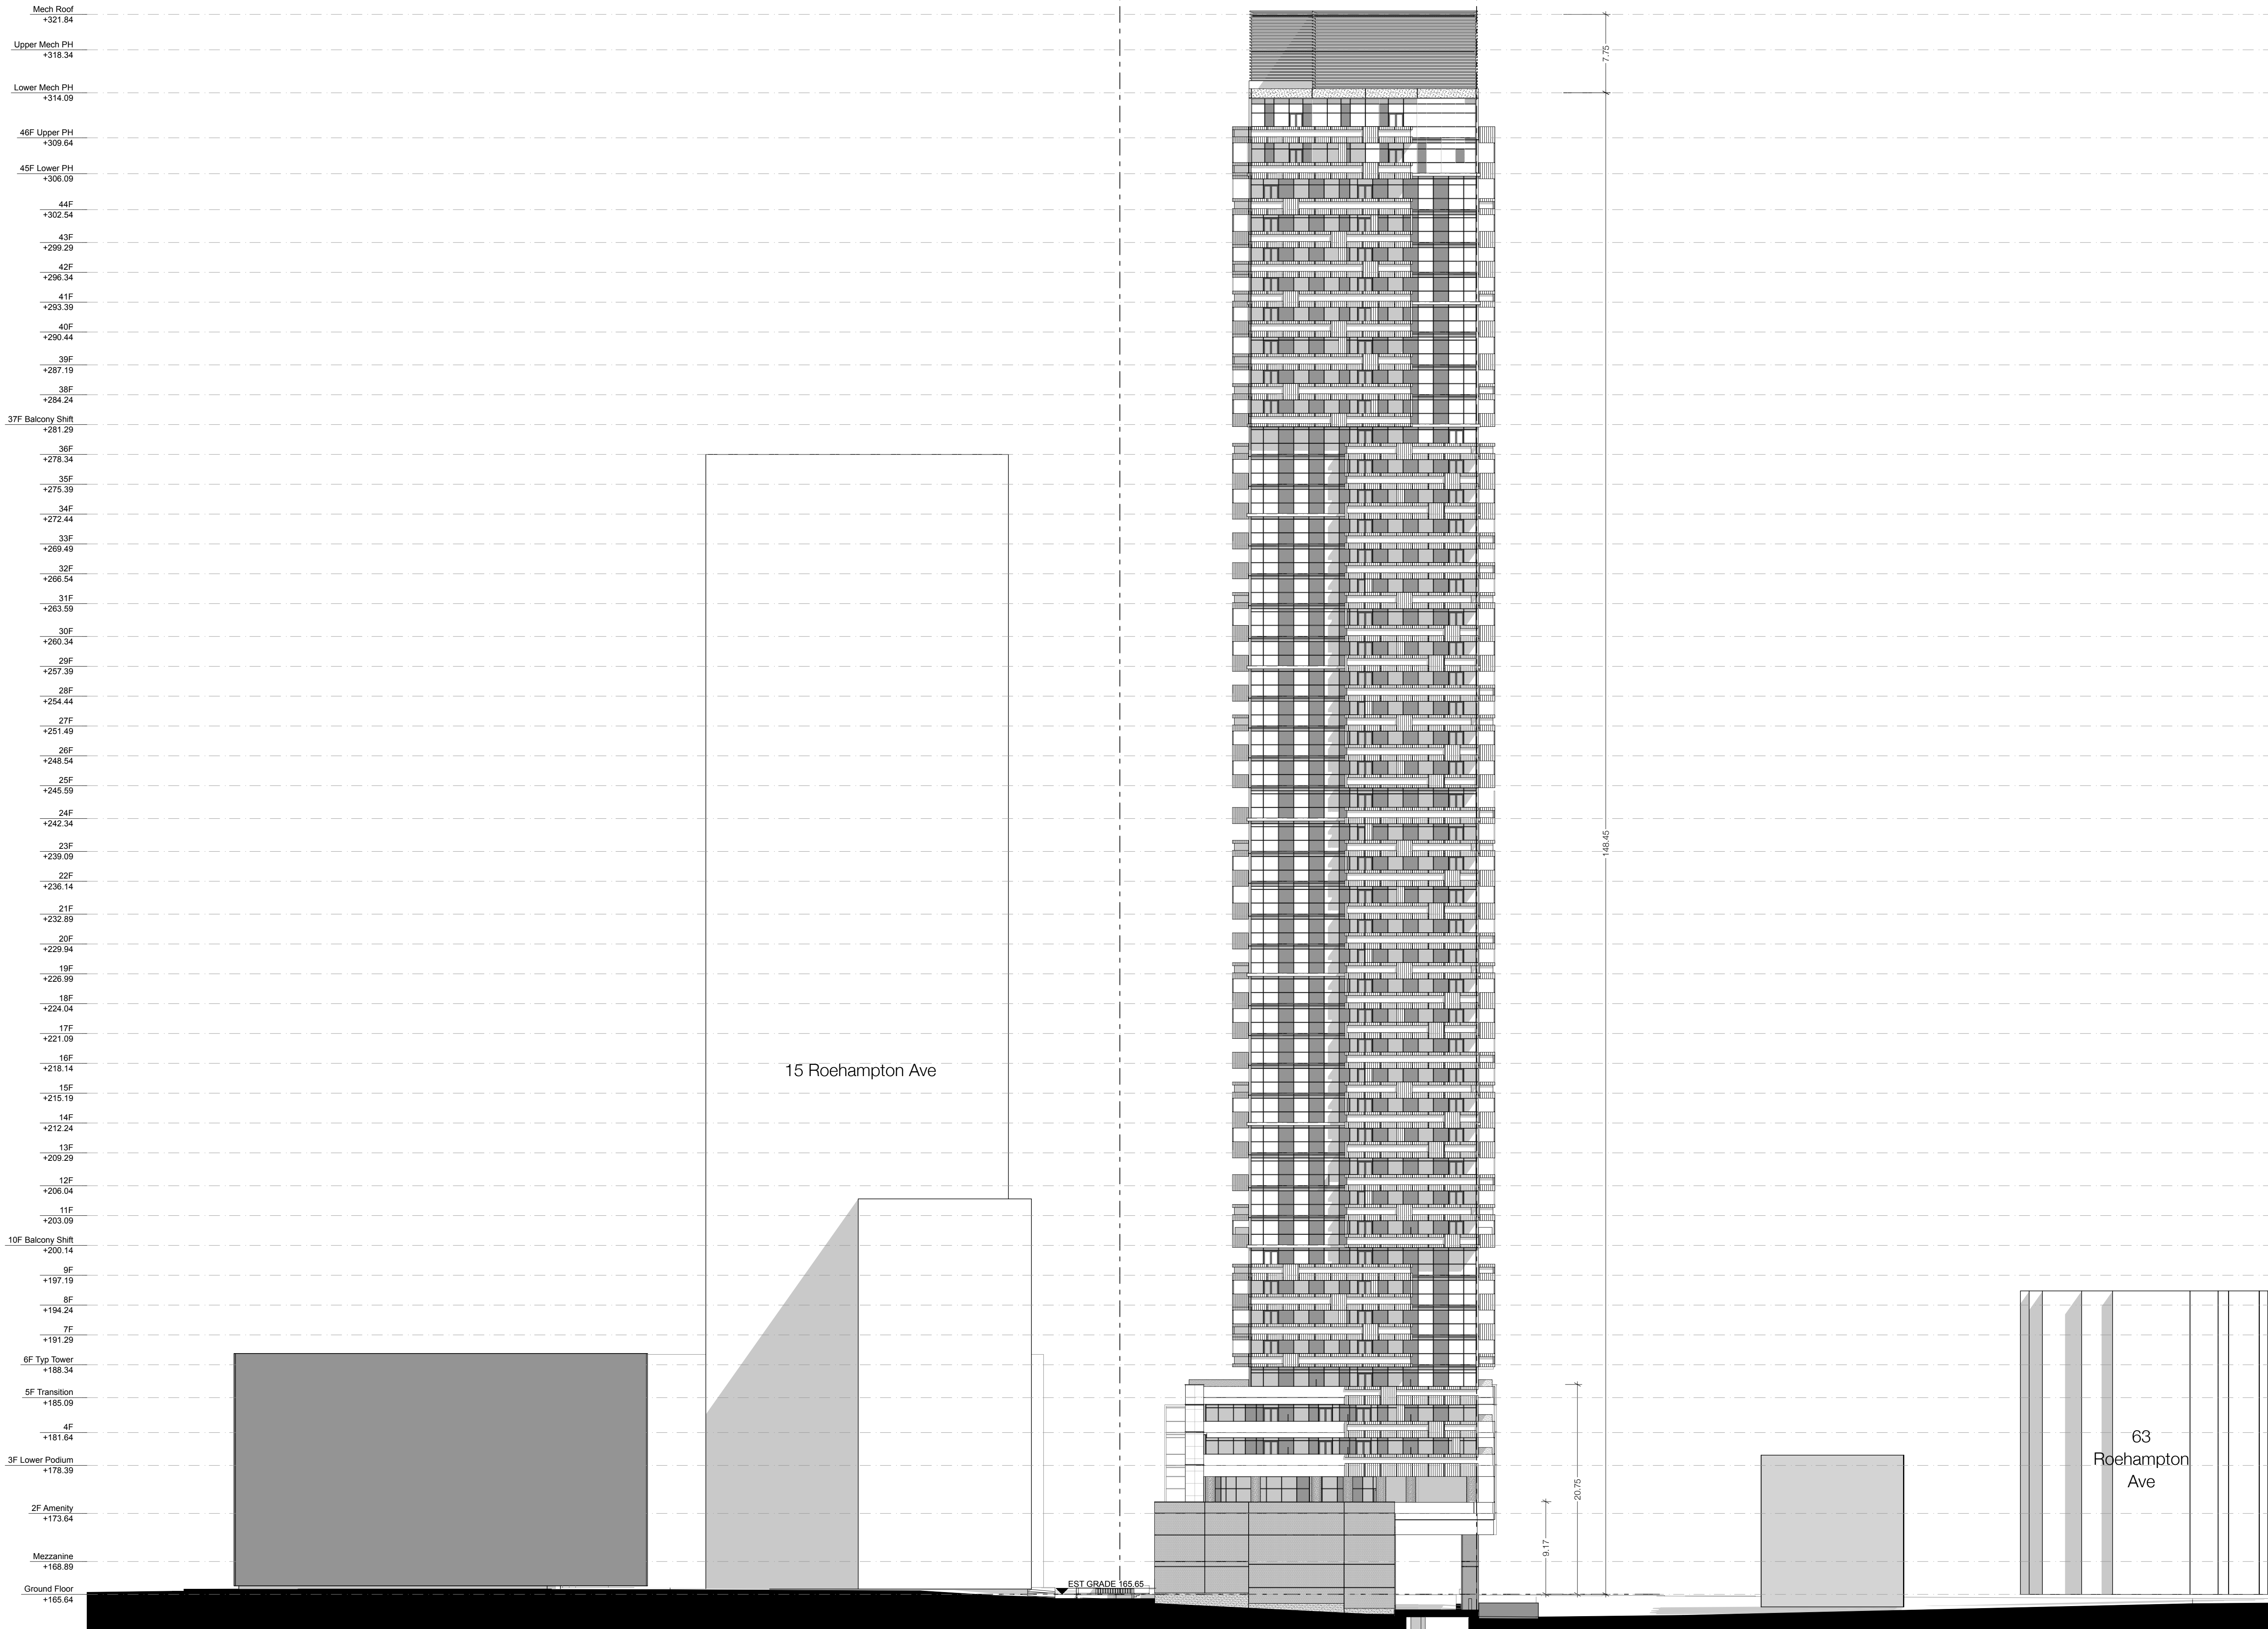 Mech Roof
+321.84
Upper Mech PH
+318.34
Lower Mech PH
+314.09
46F Upper PH
+309.64
45F Lower PH
+306.09
44F
+302.54
43F
+299.29
42F
+296.34
41F
+293.39
40F
+290.44
39F
+287.19
38F
+284.24
37F Balcony Shift
+281.29
36F
+278.34
35F
+275.39
34F
+272.44
33F
+269.49
32F
+266.54
31F
+263.59
30F
+260.34
29F
+257.39
28F
+254.44
27F
+251.49
26F
+248.54
25F
+245.59
24F
+242.34
23F
+239.09
22F
+236.14
21F
+232.89
20F
+229.94
19F
+226.99
18F
+224.04
17F
+221.09
16F
+218.14
15F
+215.19
14F
+212.24
13F
+209.29
12F
+206.04
11F
+203.09
10F Balcony Shift
+200.14
9F
+197.19
8F
+194.24
7F
+191.29
6F Typ Tower
+188.34
5F Transition
+185.09
4F
+181.64
3F Lower Podium
+178.39
2F Amenity
+173.64
Mezzanine
+168.89
Ground Floor
+165.64
15 Roehampton Ave
EST GRADE 165.65
7.75
148.45
20.75
9.17
63
Roehampton
Ave